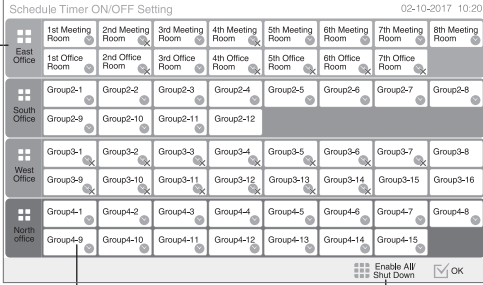 Schedule Timer ON/OFF Setting 02-10-2017 10:20
East
Office
1st Meeting
Room
2nd Meeting
Room
3rd Meeting
Room
4th Meeting
Room
5th Meeting
Room
6th Meeting
Room
7th Meeting
Room
8th Meeting
Room
1st Office
Room
2nd Office
Room
3rd Office
Room
4th Office
Room
5th Office
Room
6th Office
Room
7th Office
Room
South
Office
Group2-1 Group2-2 Group2-3 Group2-4 Group2-5 Group2-6 Group2-7 Group2-8
Group2-9 Group2-10 Group2-11 Group2-12
West
Office
Group3-1 Group3-2 Group3-3 Group3-4 Group3-5 Group3-6 Group3-7 Group3-8
Group3-9 Group3-10 Group3-11 Group3-12 Group3-13 Group3-14 Group3-15 Group3-16
North
office
Group4-1 Group4-2 Group4-3 Group4-4 Group4-5 Group4-6 Group4-7 Group4-8
Group4-9 Group4-10 Group4-11 Group4-12 Group4-13 Group4-14 Group4-15
Enable All/
Shut Down
OK